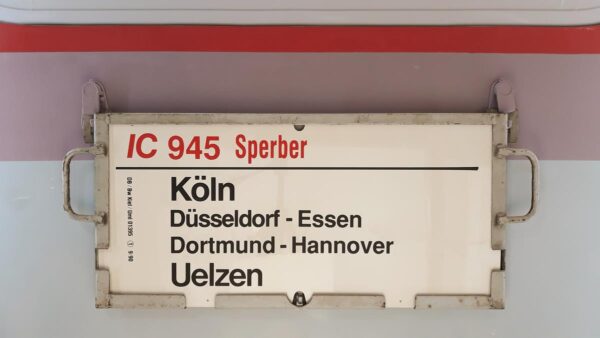 IC 945 Sperber
Köln
Düsseldorf - Essen
Dortmund - Hannover
Uelzen